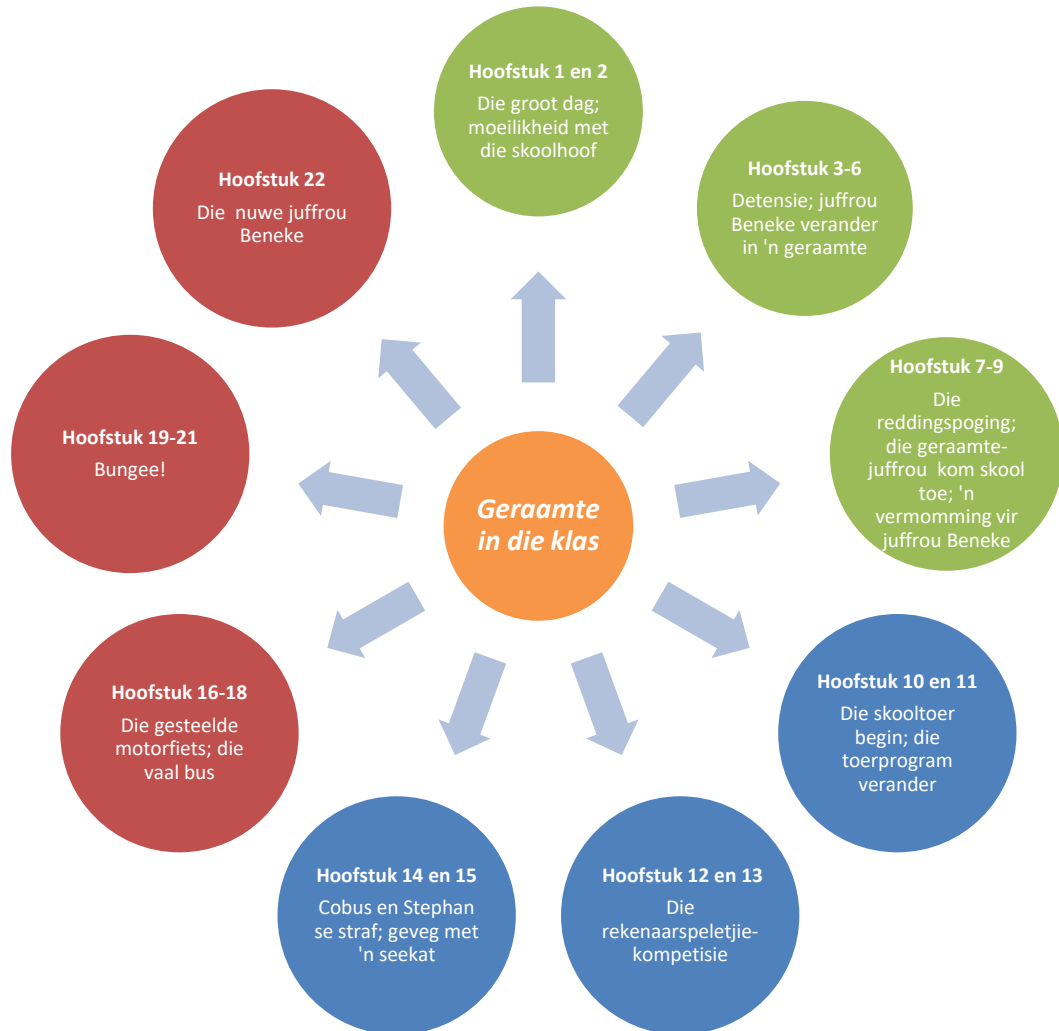 Hoofstuk 1 en 2
Die groot dag;
moeilikheid met
die skoolhoof
Hoofstuk 3-6
Detensie; juffrou
Beneke verander
in 'n geraamte
Hoofstuk 7-9
Die
reddingspoging;
die geraamte-
juffrou kom skool
toe; 'n
vermomming vir
juffrou Beneke
Hoofstuk 10 en 11
Die skooltoer
begin; die
toerprogram
verander
Hoofstuk 12 en 13
Die
rekenaarspeletjie-
kompetisie
Hoofstuk 14 en 15
Cobus en Stephan
se straf; geveg met
'n seekat
Hoofstuk 16-18
Die gesteelde
motorfiets; die
vaal bus
Hoofstuk 19-21
Bungee!
Hoofstuk 22
Die nuwe juffrou
Beneke
Geraamte
in die klas